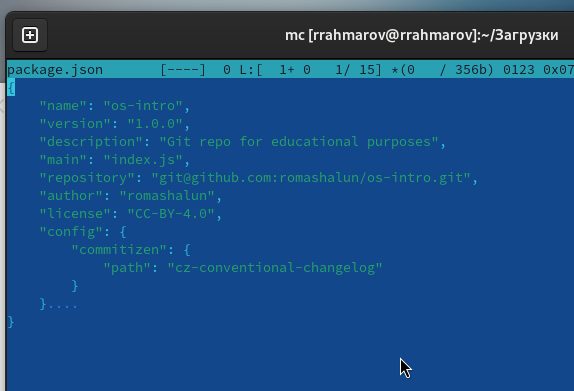 mc [rrahmarov@rrahmarov]:~/Загрузки
package.json       [----]  0 L:[  1+ 0   1/ 15] *(0   / 356b) 0123 0x07
{
    "name": "os-intro",
    "version": "1.0.0",
    "description": "Git repo for educational purposes",
    "main": "index.js",
    "repository": "git@github.com:romashalun/os-intro.git",
    "author": "romashalun",
    "license": "CC-BY-4.0",
    "config": {
        "commitizen": {
            "path": "cz-conventional-changelog"
        }
    }....
}